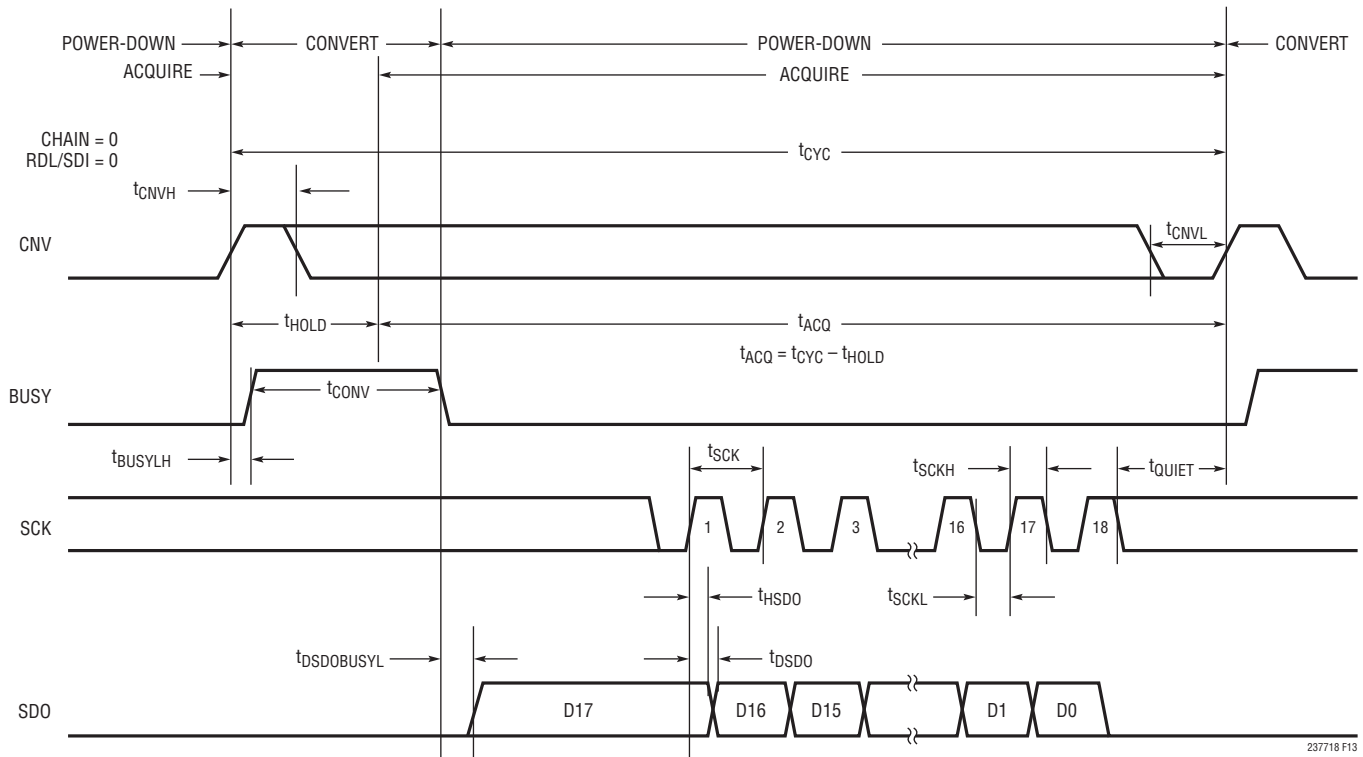 POWER-DOWN CONVERT POWER-DOWN CONVERT
ACQUIRE ACQUIRE
CHAIN = 0
RDL/SDI = 0
tCYC
tCNVH
CNV
tCNVL
tHOLD tACQ
tACQ = tCYC – tHOLD
BUSY
tCONV
tBUSYLH
tSCK tSCKH tQUIET
SCK
1 2 3 16 17 18
tHSDO tSCKL
tDSDOBUSYL tDSDO
SDO
D17 D16 D15 D1 D0
237718 F13